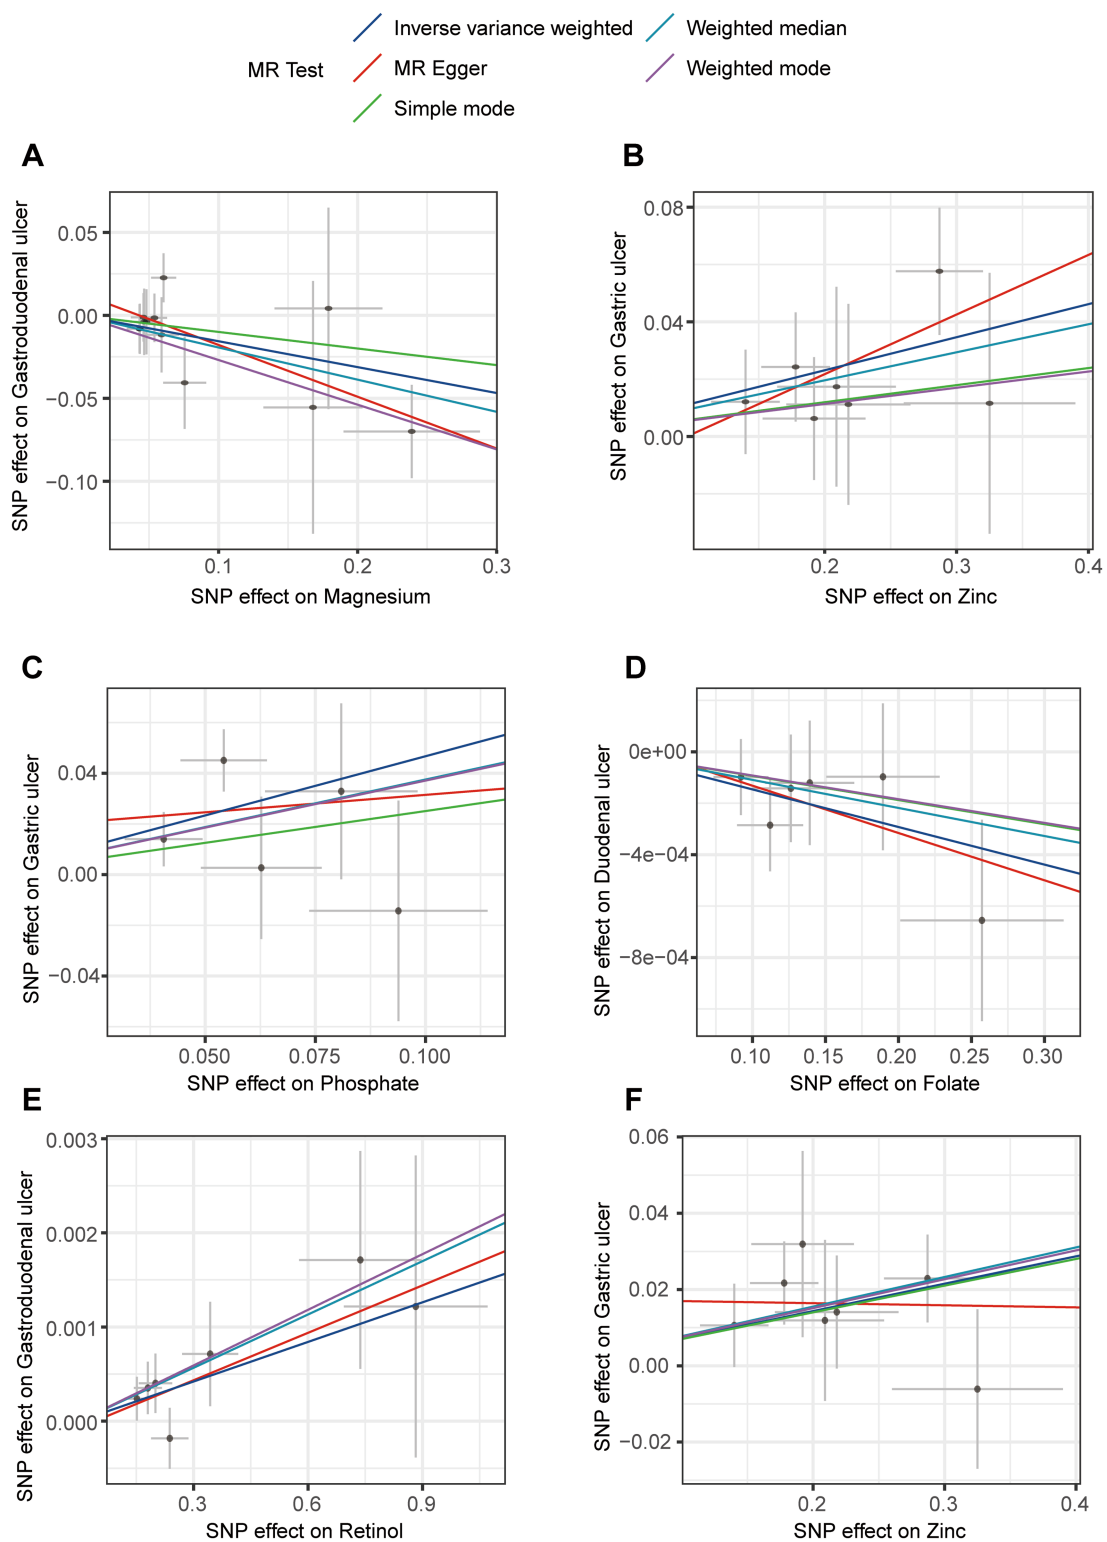 MR Test
Inverse variance weighted
MR Egger
Simple mode
Weighted median
Weighted mode
A
SNP effect on Gastroduodenal ulcer
0.05
0.00
−0.05
−0.10
0.1 0.2 0.3
SNP effect on Magnesium
B
SNP effect on Gastric ulcer
0.08
0.04
0.00
0.2 0.3 0.4
SNP effect on Zinc
C
SNP effect on Gastric ulcer
0.04
0.00
−0.04
0.050 0.075 0.100
SNP effect on Phosphate
D
SNP effect on Duodenal ulcer
0e+00
−4e−04
−8e−04
0.10 0.15 0.20 0.25 0.30
SNP effect on Folate
E
SNP effect on Gastroduodenal ulcer
0.003
0.002
0.001
0.000
0.3 0.6 0.9
SNP effect on Retinol
F
SNP effect on Gastric ulcer
0.06
0.04
0.02
0.00
−0.02
0.2 0.3 0.4
SNP effect on Zinc